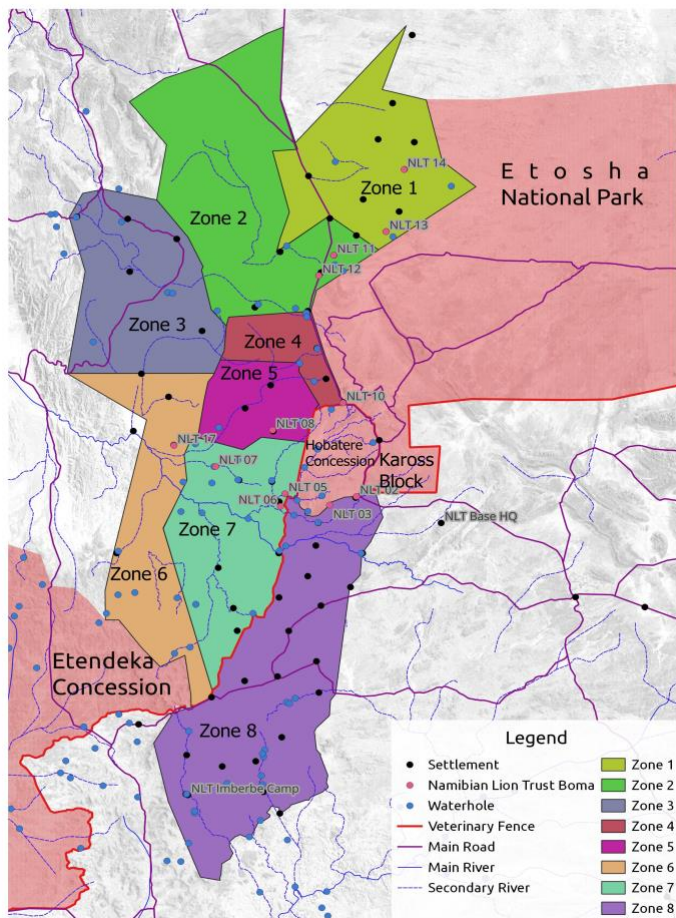 NLT 14
E t o s h a
National Park
Zone 1
Zone 2
NLT 13
NLT 11
NLT 12
Zone 3
Zone 4
Zone 5
NLT 10
NLT 08
NLT 17
Hobatere
Concession
Kaross
Block
NLT 07
NLT 05
NLT 02
NLT 06
NLT 03
NLT Base HQ
Zone 7
Zone 6
Etendeka
Concession
Zone 8
NLT Imberbe Camp
Legend
Settlement
Namibian Lion Trust Boma
Waterhole
Veterinary Fence
Main Road
Main River
Secondary River
Zone 1
Zone 2
Zone 3
Zone 4
Zone 5
Zone 6
Zone 7
Zone 8